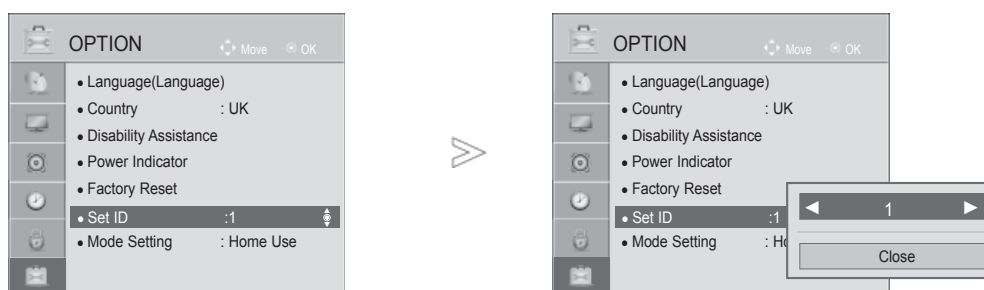 OPTION
Move OK
• Language(Language)
• Country : UK
• Disability Assistance
• Power Indicator
• Factory Reset
• Set ID :1
• Mode Setting : Home Use
OPTION
Move OK
• Language(Language)
• Country : UK
• Disability Assistance
• Power Indicator
• Factory Reset
• Set ID :1
• Mode Setting : Ho
◀ 1 ▶
Close